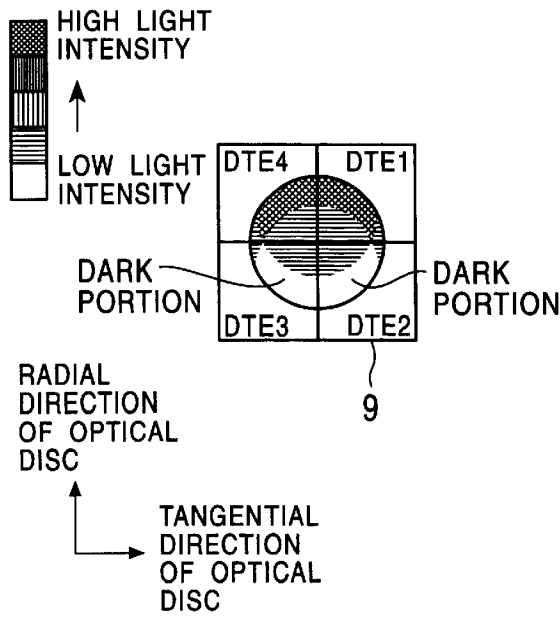 HIGH LIGHT
INTENSITY
LOW LIGHT
INTENSITY
DTE4
DTE1
DARK
PORTION
DARK
PORTION
DTE3
DTE2
9
RADIAL
DIRECTION
OF OPTICAL
DISC
TANGENTIAL
DIRECTION
OF OPTICAL
DISC